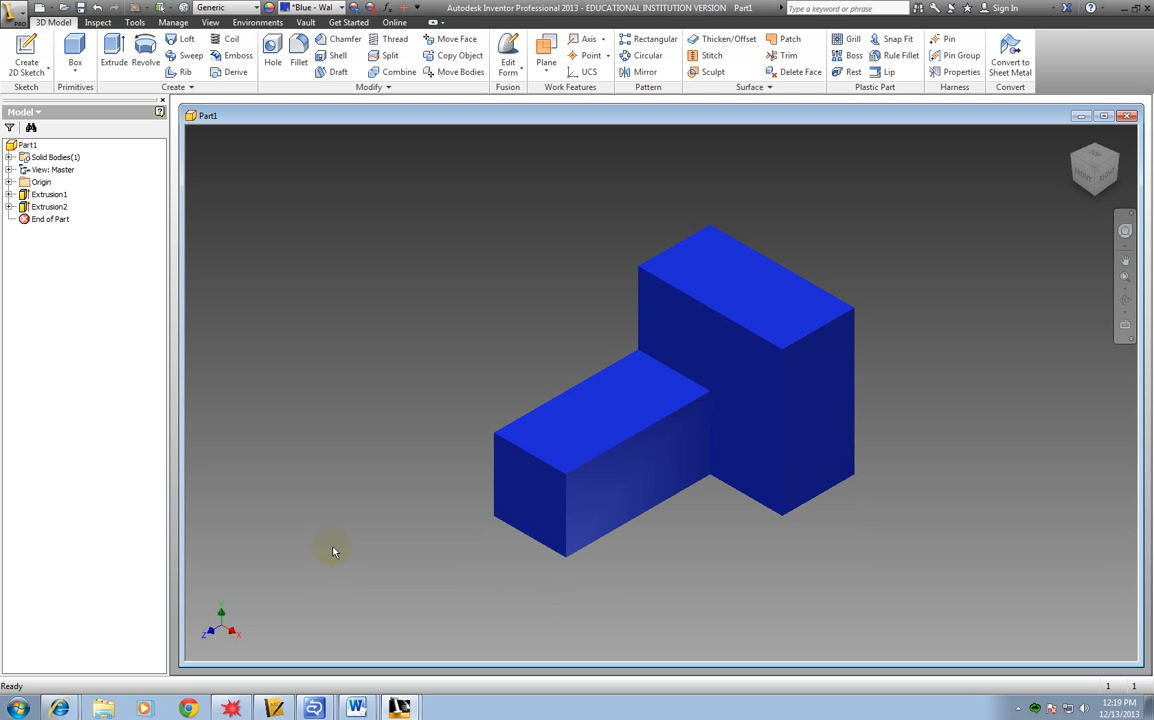 Generic
*Blue - Wal
Autodesk Inventor Professional 2013 - EDUCATIONAL INSTITUTION VERSION Part1
Type a keyword or phrase
Sign In
PRO
3D Model Inspect Tools Manage View Environments Vault Get Started Online
Create 2D Sketch
Sketch
Box
Primitives
Extrude Revolve
Loft
Sweep
Rib
Coil
Emboss
Derive
Create
Hole Fillet
Chamfer
Shell
Draft
Thread
Split
Combine
Move Face
Copy Object
Move Bodies
Modify
Edit Form
Fusion
Plane
Axis
Point
UCS
Work Features
Rectangular
Circular
Mirror
Pattern
Thicken/Offset
Stitch
Sculpt
Patch
Trim
Delete Face
Surface
Grill
Boss
Rest
Snap Fit
Rule Fillet
Lip
Plastic Part
Pin
Pin Group
Properties
Harness
Convert to Sheet Metal
Convert
Model
Part1
Solid Bodies(1)
View: Master
Origin
Extrusion1
Extrusion2
End of Part
Part1
FRONT RIGHT
Y
Z X
Ready
1 1
12:19 PM
12/13/2013